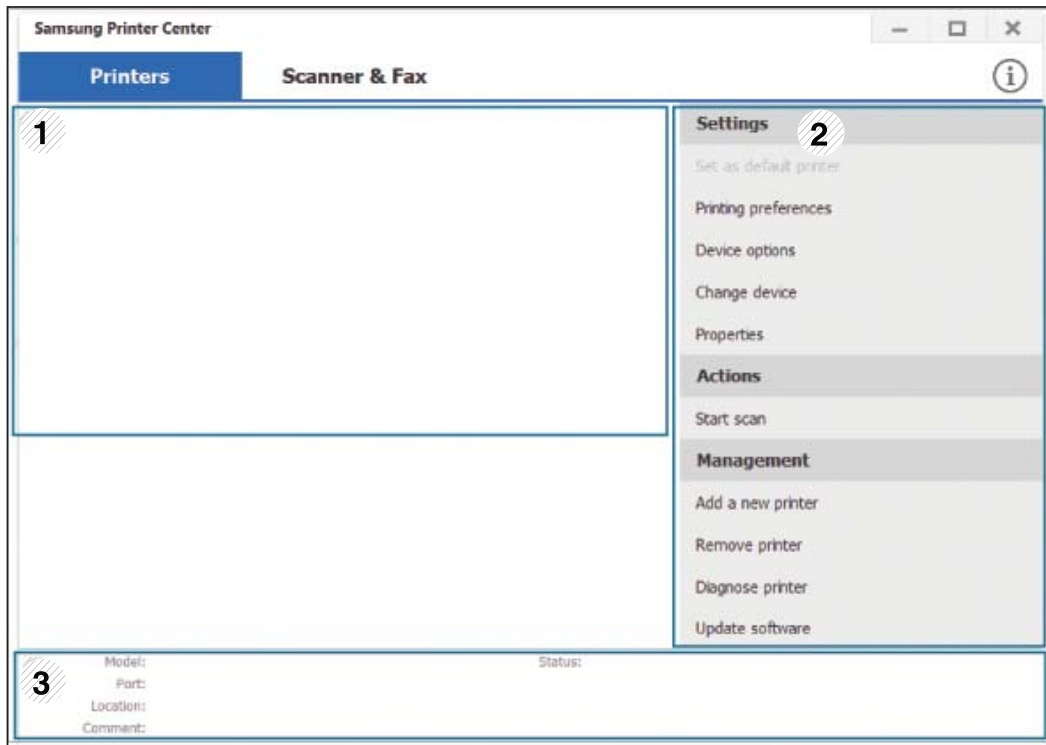 Samsung Printer Center
Printers
Scanner & Fax
i
1
2
Settings
Set as default printer
Printing preferences
Device options
Change device
Properties
Actions
Start scan
Management
Add a new printer
Remove printer
Diagnose printer
Update software
3
Model:
Status:
Port:
Location:
Comment: